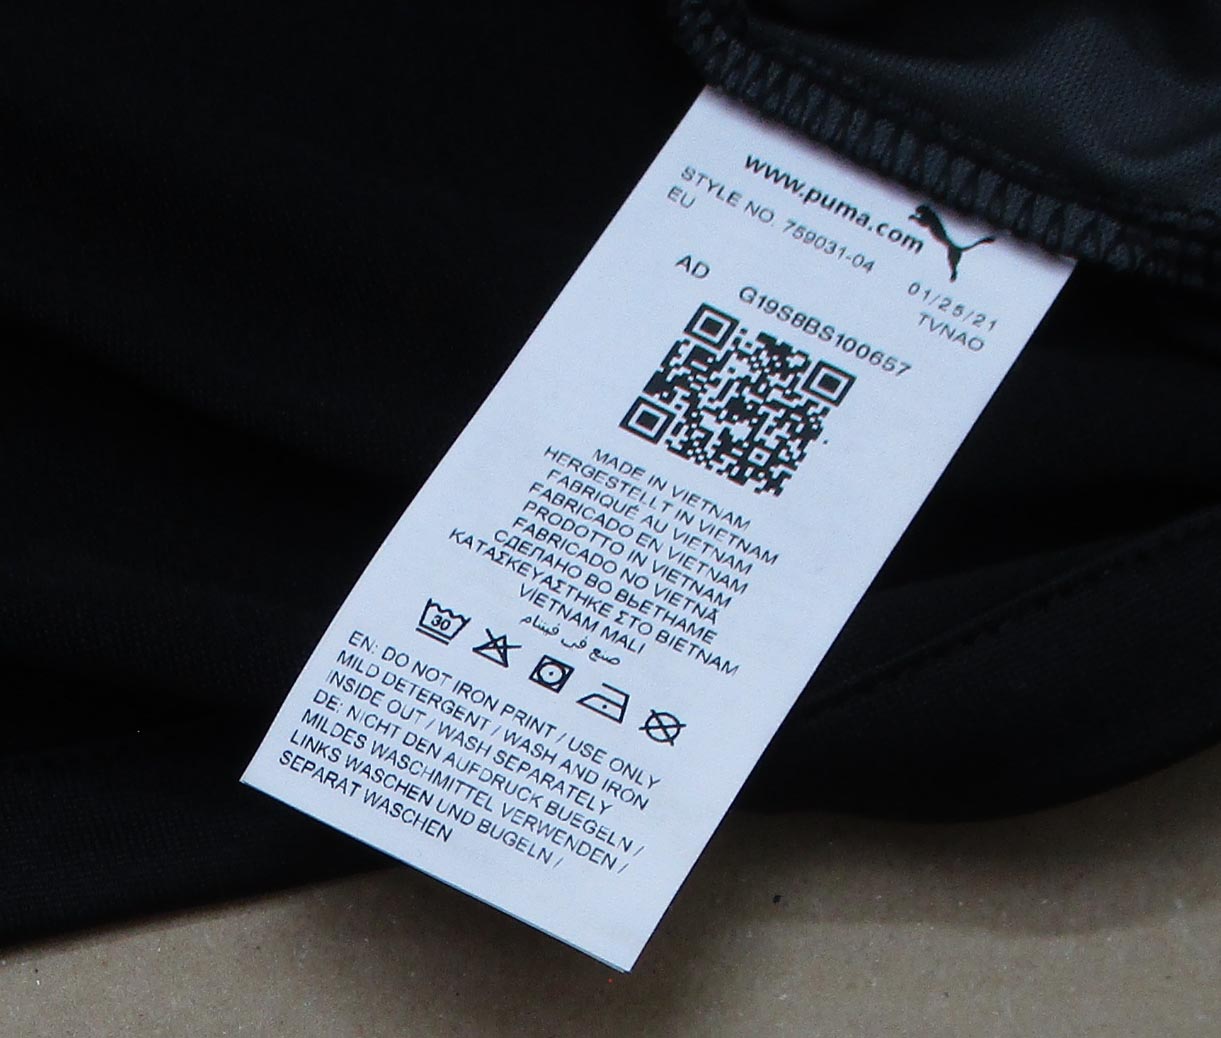 www.puma.com
STYLE NO. 759031-04
01/25/21
EU
TVNAO
AD
G19S8BS100657
MADE IN VIETNAM
HERGESTELLT IN VIETNAM
FABRIQUÉ AU VIETNAM
FABRICADO EN VIETNAM
PRODOTTO IN VIETNAM
FABRICADO NO VIETNÃ
СДЕПАНО ВО ВЬЕТНАМЕ
ΚΑΤΑΣΚΕΥΑΣΤΗΚΕ ΣΤΟ ΒΙΕΤΝΑΜ
VIETNAM MALI
صنع في فيتنام
30
EN: DO NOT IRON PRINT / USE ONLY
MILD DETERGENT / WASH AND IRON
INSIDE OUT / WASH SEPARATELY
DE: NICHT DEN AUFDRUCK BUEGELN /
MILDES WASCHMITTEL VERWENDEN /
LINKS WASCHEN UND BUGELN /
SEPARAT WASCHEN